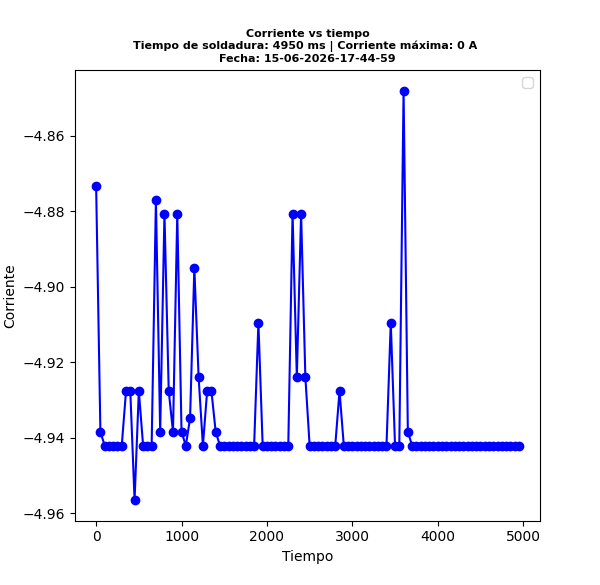 Corriente vs tiempo
Tiempo de soldadura: 4950 ms | Corriente máxima: 0 A
Fecha: 15-06-2026-17-44-59
−4.86
−4.88
−4.90
−4.92
−4.94
−4.96
Corriente
0
1000
2000
3000
4000
5000
Tiempo